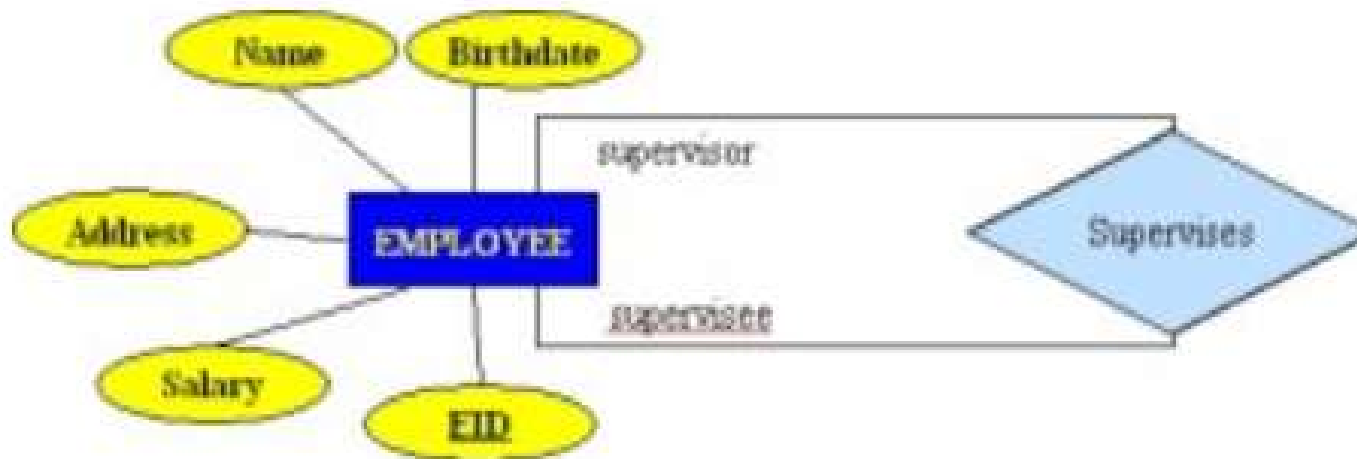 Name
Birthdate
supervisor
Address
EMPLOYEE
Supervises
supervisee
Salary
EID